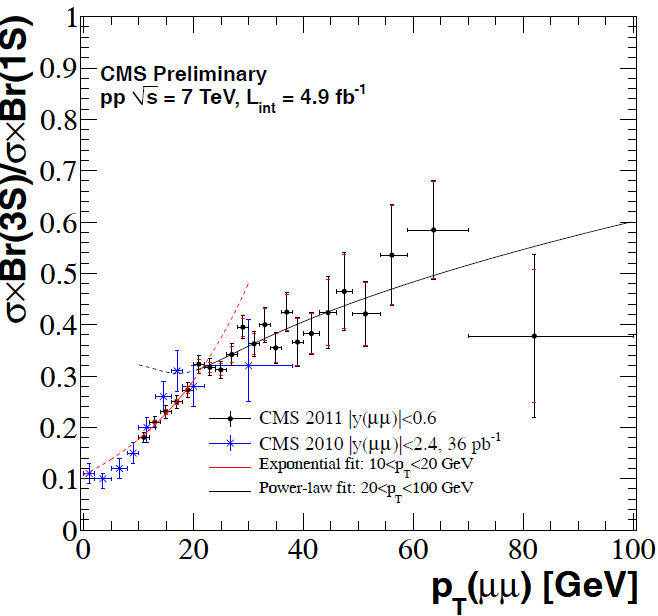 σ×Br(3S)/σ×Br(1S)
1
0.9
0.8
0.7
0.6
0.5
0.4
0.3
0.2
0.1
0
CMS Preliminary
pp √s = 7 TeV, L_int = 4.9 fb⁻¹
CMS 2011 |y(μμ)|<0.6
CMS 2010 |y(μμ)|<2.4, 36 pb⁻¹
Exponential fit: 10<p_T<20 GeV
Power-law fit: 20<p_T<100 GeV
0 20 40 60 80 100
p_T(μμ) [GeV]